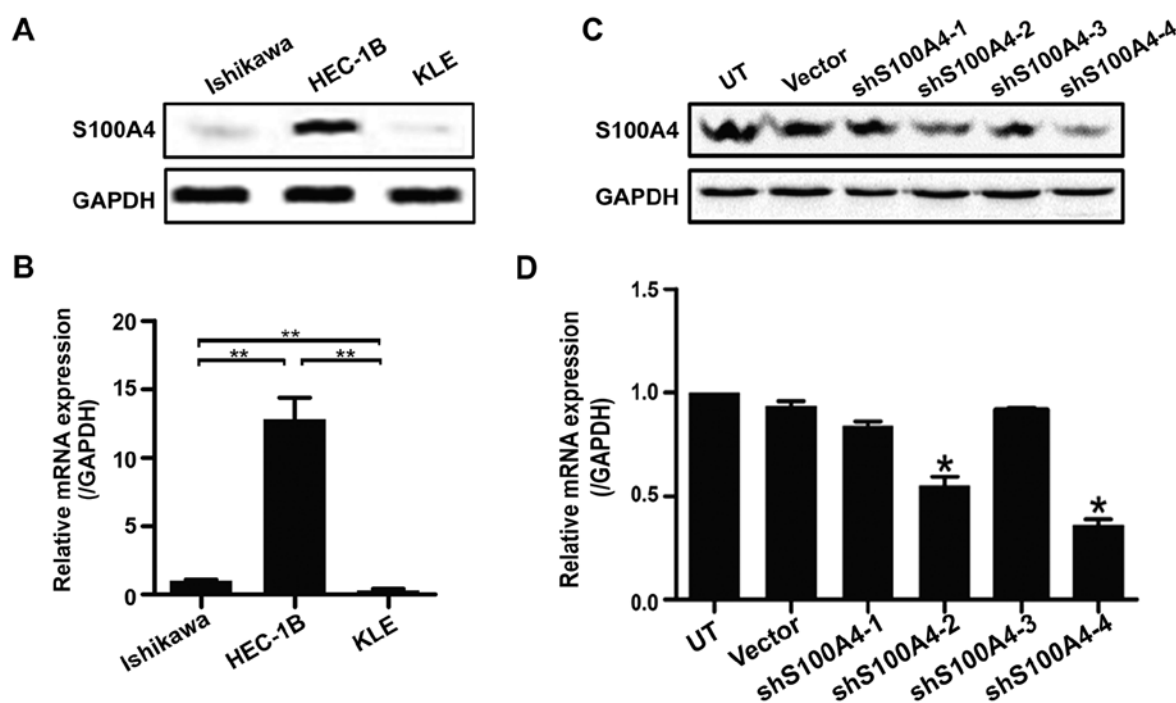 A
Ishikawa
HEC-1B
KLE
S100A4
GAPDH
B
Relative mRNA expression
(/GAPDH)
20
15
10
5
0
**
**
**
Ishikawa
HEC-1B
KLE
C
UT
Vector
shS100A4-1
shS100A4-2
shS100A4-3
shS100A4-4
S100A4
GAPDH
D
Relative mRNA expression
(/GAPDH)
1.5
1.0
0.5
0.0
*
*
UT
Vector
shS100A4-1
shS100A4-2
shS100A4-3
shS100A4-4